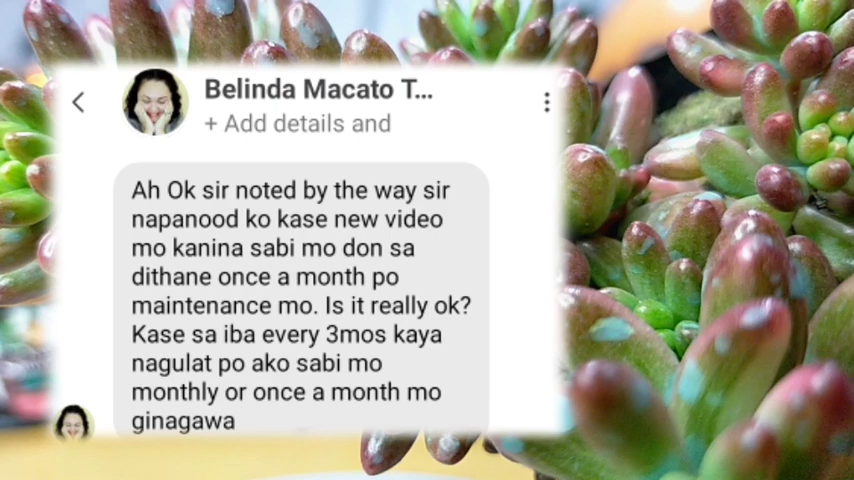 Belinda Macato T...
+ Add details and
Ah Ok sir noted by the way sir
napanood ko kase new video
mo kanina sabi mo don sa
dithane once a month po
maintenance mo. Is it really ok?
Kase sa iba every 3mos kaya
nagulat po ako sabi mo
monthly or once a month mo
ginagawa